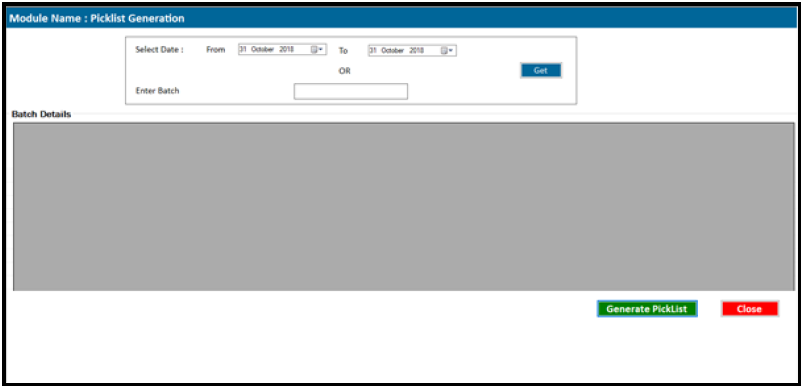 Module Name : Picklist Generation
Select Date : From 31 October 2018 To 31 October 2018
OR
Get
Enter Batch
Batch Details
Generate PickList Close